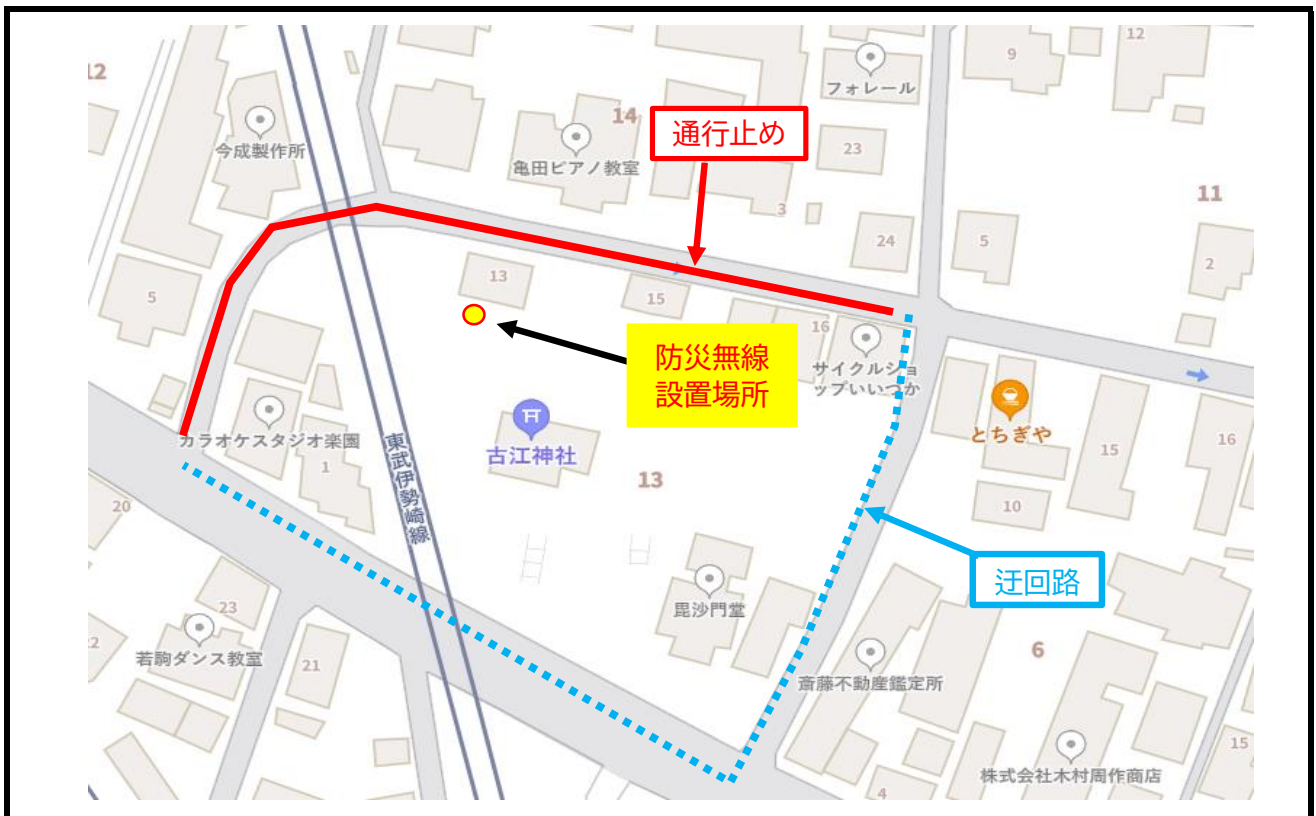 12
12
9
フォレール
14
通行止め
今成製作所
亀田ピアノ教室
23
11
3
24
5
2
13
5
15
16
防災無線
設置場所
サイクルショ
ップいいづか
とちぎや
カラオケスタジオ楽園
古江神社
東武伊勢崎線
1
13
15
16
20
10
迂回路
23
毘沙門堂
22
若駒ダンス教室
21
6
斎藤不動産鑑定所
15
株式会社木村周作商店
4